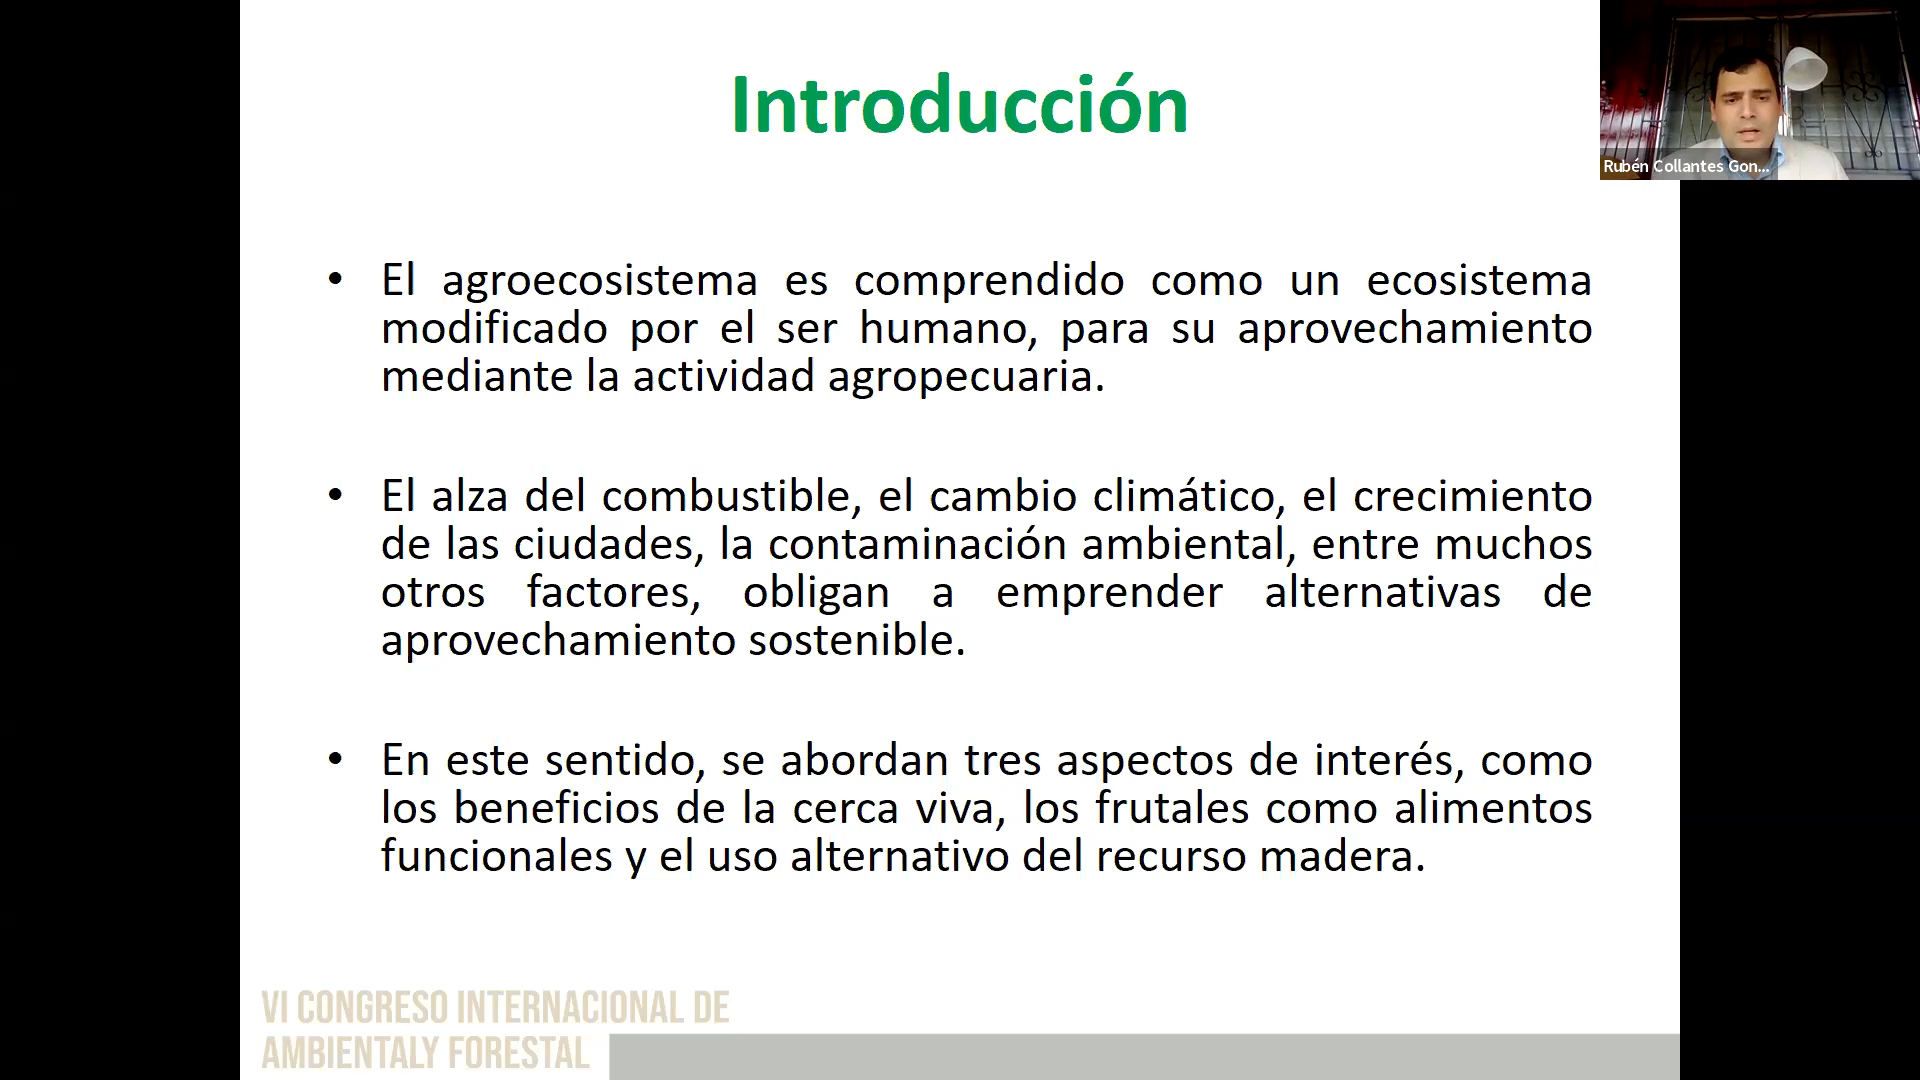 Introducción
Rubén Collantes Gon...
• El agroecosistema es comprendido como un ecosistema
modificado por el ser humano, para su aprovechamiento
mediante la actividad agropecuaria.
• El alza del combustible, el cambio climático, el crecimiento
de las ciudades, la contaminación ambiental, entre muchos
otros factores, obligan a emprender alternativas de
aprovechamiento sostenible.
• En este sentido, se abordan tres aspectos de interés, como
los beneficios de la cerca viva, los frutales como alimentos
funcionales y el uso alternativo del recurso madera.
VI CONGRESO INTERNACIONAL DE
AMBIENTALY FORESTAL